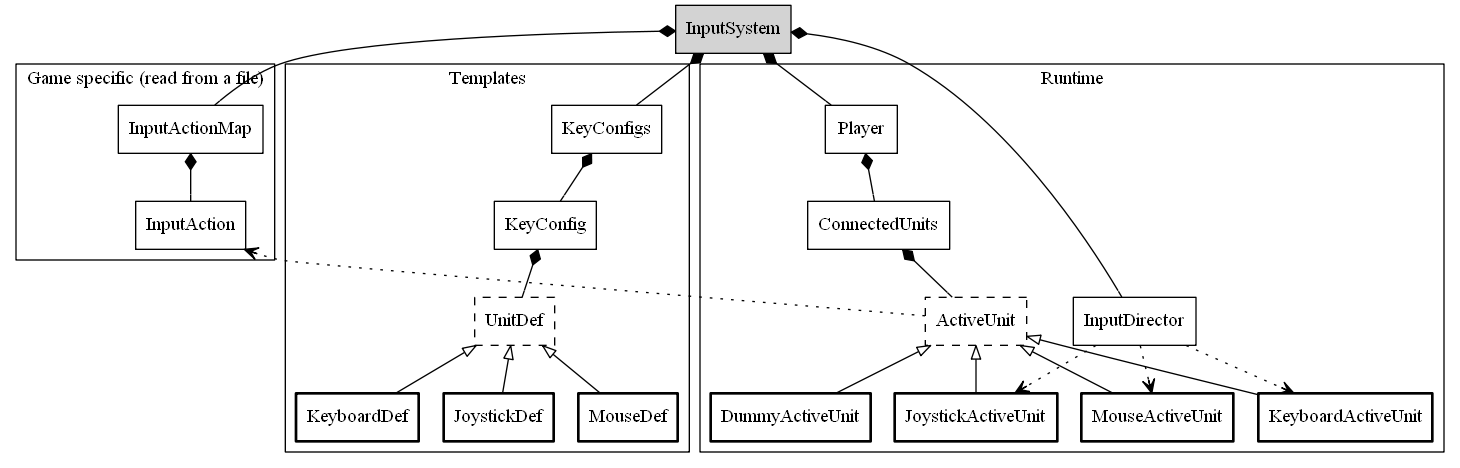 InputSystem
Game specific (read from a file)
Templates
Runtime
InputActionMap
KeyConfigs
Player
InputAction
KeyConfig
ConnectedUnits
UnitDef
ActiveUnit
InputDirector
KeyboardDef
JoystickDef
MouseDef
DummyActiveUnit
JoystickActiveUnit
MouseActiveUnit
KeyboardActiveUnit